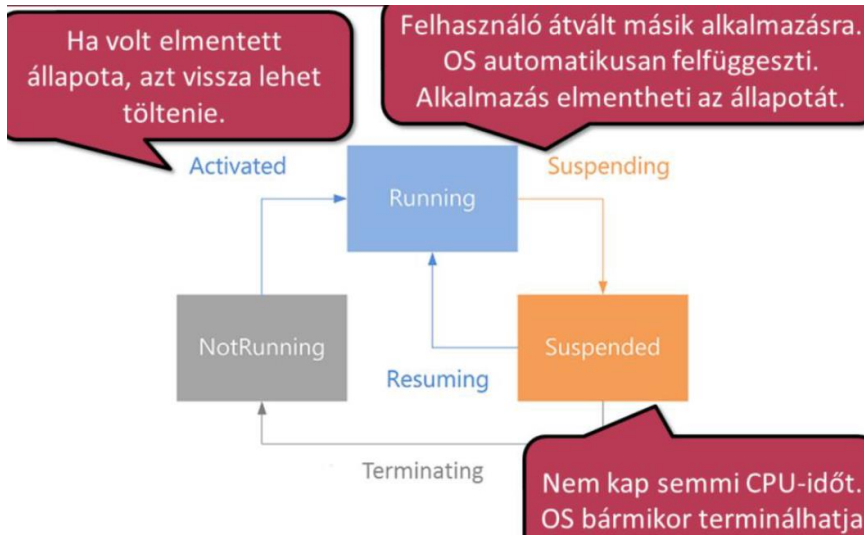 Ha volt elmentett
állapota, azt vissza lehet
töltenie.
Felhasználó átvált másik alkalmazásra.
OS automatikusan felfüggeszti.
Alkalmazás elmentheti az állapotát.
Activated
Running
Suspending
NotRunning
Suspended
Resuming
Terminating
Nem kap semmi CPU-időt.
OS bármikor terminálhatja